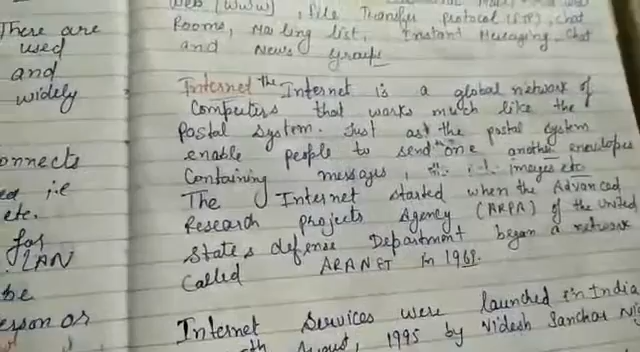 There are
used
and
widely
onnects
i.e
etc.
for
LAN
be
erson or
Web (WWW), File Transfer Protocol (FTP), Chat
Rooms, Mailing list, Instant Messaging, Chat
and News Groups
Internet the Internet is a global network of
Computers that works much like the
Postal System. Just as the postal system
enable people to send one another envelopes
Containing messages, images etc
The Internet started when the Advanced
Research projects Agency (ARPA) of the United
States defense Department began a network
Called ARANET in 1969.
Internet Services were launched in India
August, 1995 by Videsh Sanchar Ni